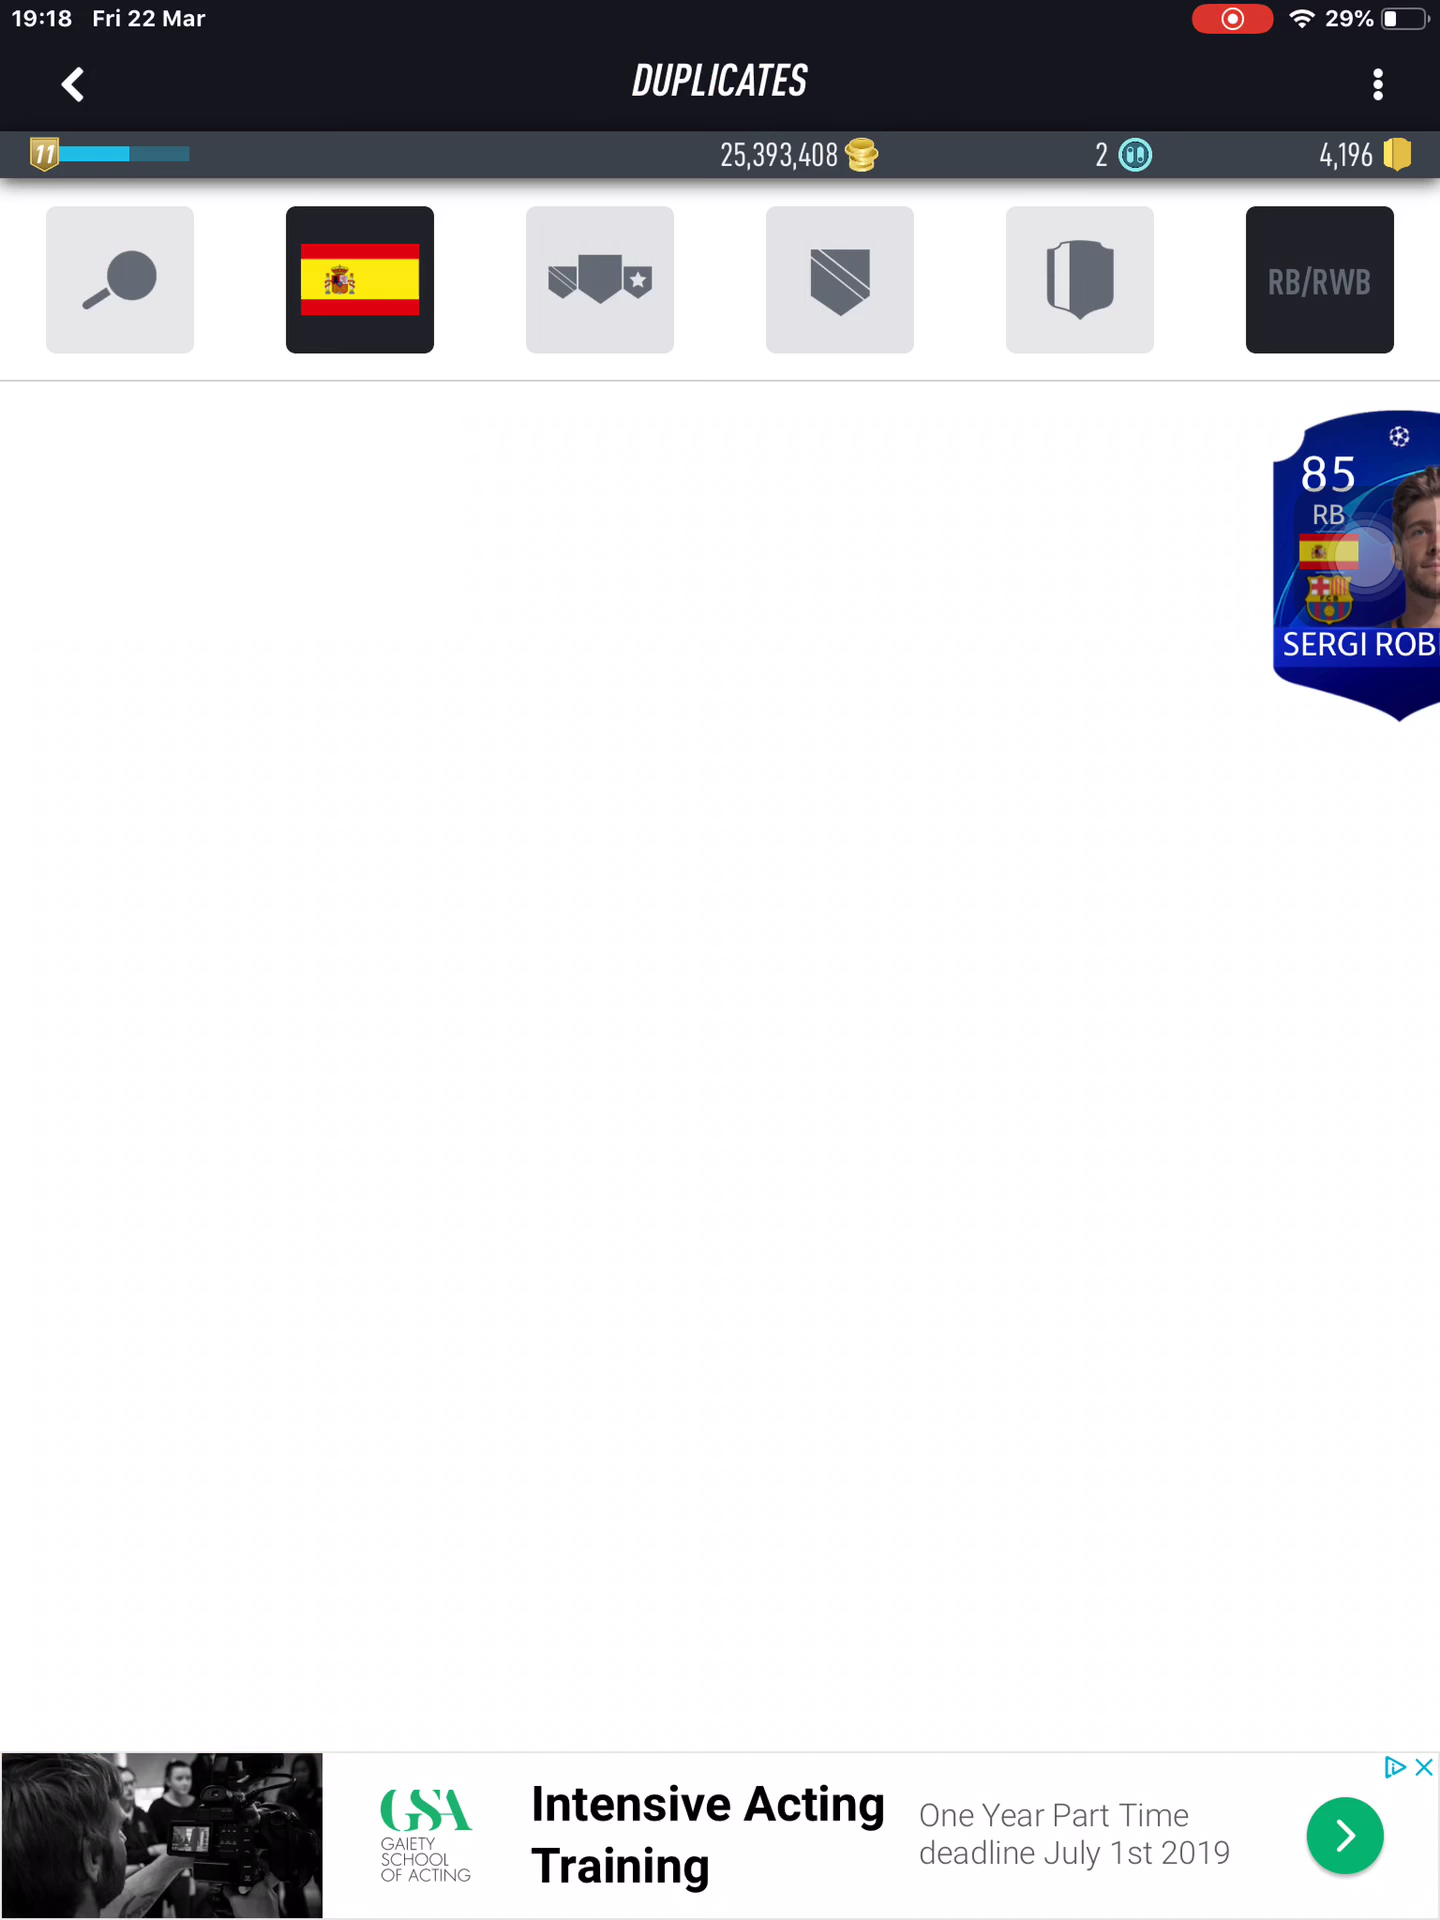 19:18 Fri 22 Mar 29%
DUPLICATES
11 25,393,408 2 4,196
RB/RWB
85
RB
SERGI ROB
GSA
GAIETY
SCHOOL
OF ACTING
Intensive Acting
Training
One Year Part Time
deadline July 1st 2019